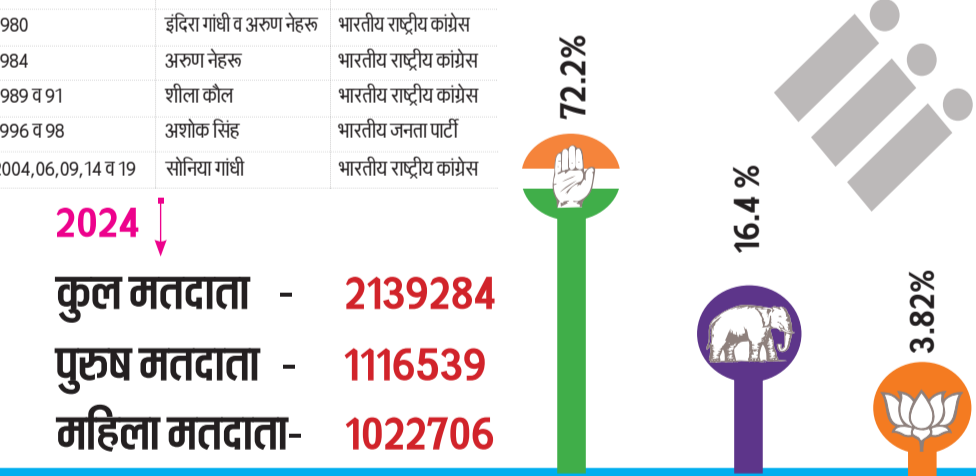 980 इंदिरा गांधी व अरुण नेहरू भारतीय राष्ट्रीय कांग्रेस
984 अरुण नेहरू भारतीय राष्ट्रीय कांग्रेस
989 व 91 शीला कौल भारतीय राष्ट्रीय कांग्रेस
996 व 98 अशोक सिंह भारतीय जनता पार्टी
2004,06,09,14 व 19 सोनिया गांधी भारतीय राष्ट्रीय कांग्रेस
2024
कुल मतदाता - 2139284
पुरुष मतदाता - 1116539
महिला मतदाता- 1022706
72.2%
16.4 %
3.82%